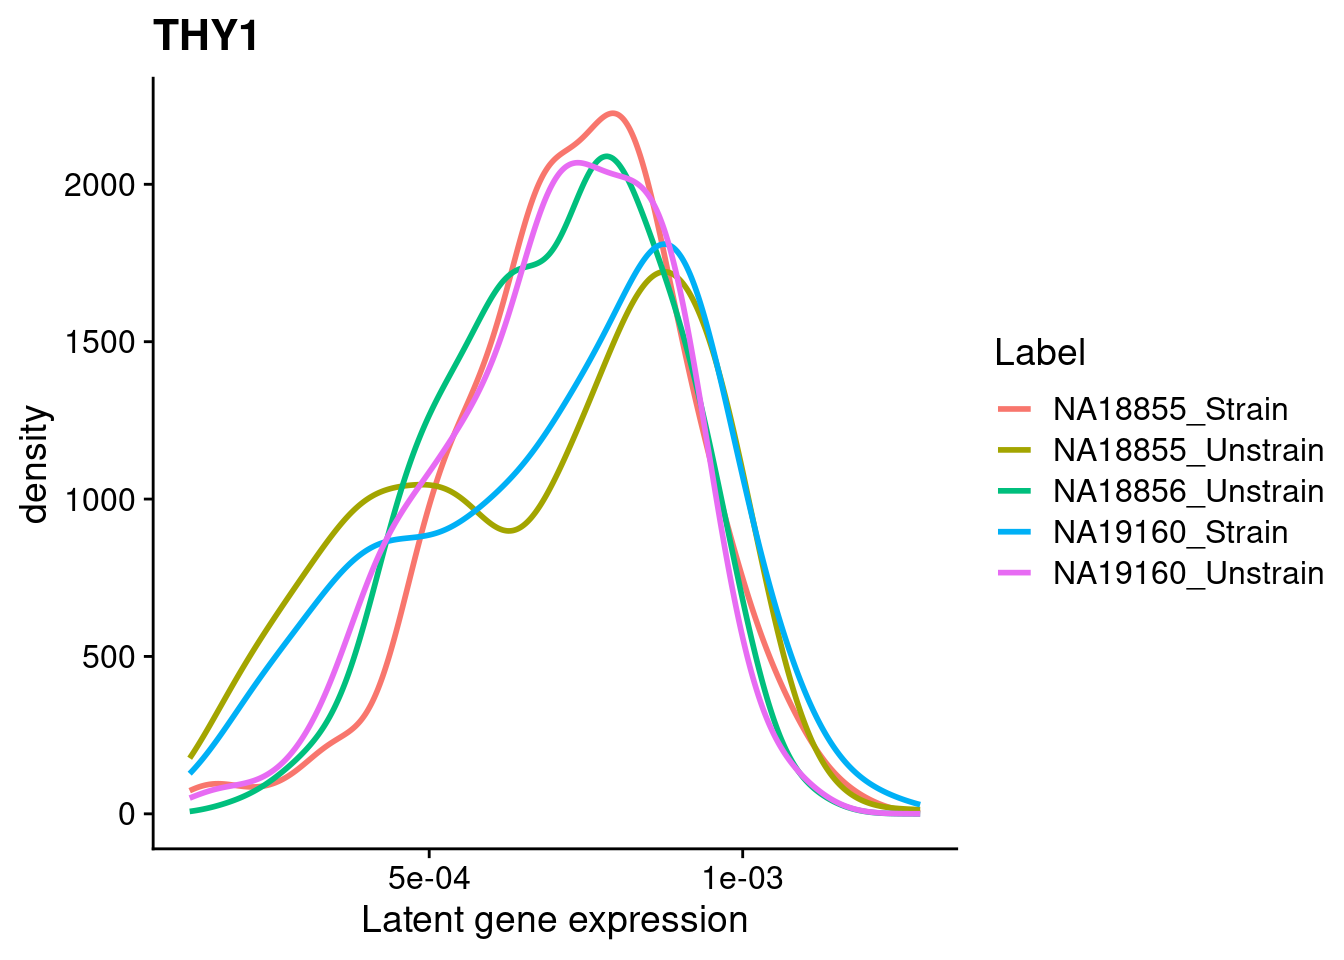 THY1
density
2000
1500
1000
500
0
5e-04
1e-03
Latent gene expression
Label
NA18855_Strain
NA18855_Unstrain
NA18856_Unstrain
NA19160_Strain
NA19160_Unstrain